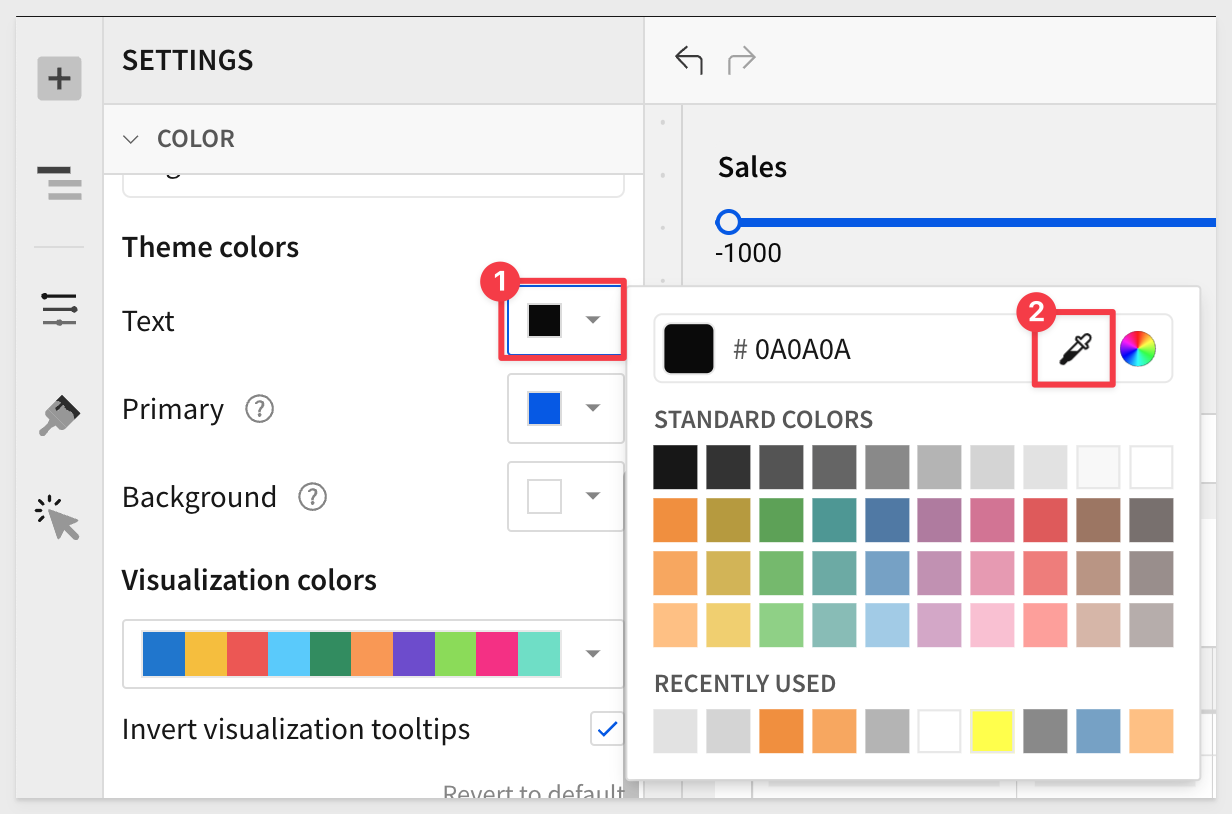 SETTINGS
COLOR
Theme colors
Text
Primary ?
Background ?
Visualization colors
Invert visualization tooltips
Revert to default
1
Sales
-1000
2
# 0A0A0A
STANDARD COLORS
RECENTLY USED